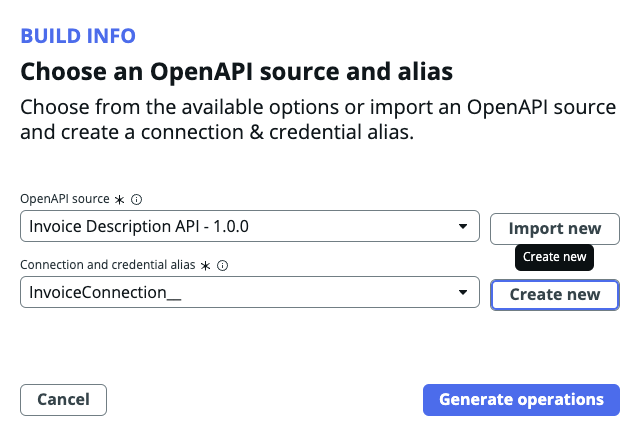 BUILD INFO
Choose an OpenAPI source and alias
Choose from the available options or import an OpenAPI source
and create a connection & credential alias.
OpenAPI source *
Invoice Description API - 1.0.0
Import new
Create new
Connection and credential alias *
InvoiceConnection__
Create new
Cancel
Generate operations